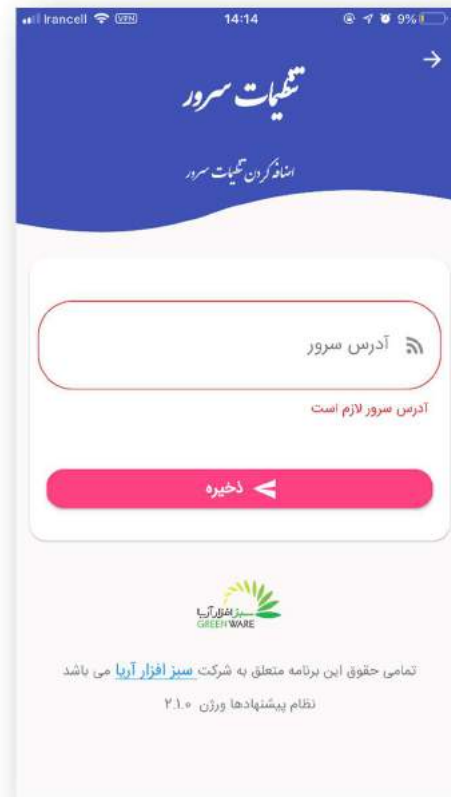 Irancell VPN 14:14 9%
تنظیمات سرور
اضافه کردن تنظیمات سرور
آدرس سرور
آدرس سرور لازم است
ذخیره
سبز افزار آریا
GREEN WARE
تمامی حقوق این برنامه متعلق به شرکت سبز افزار آریا می باشد
نظام پیشنهادها ورژن ۲.۱.۰